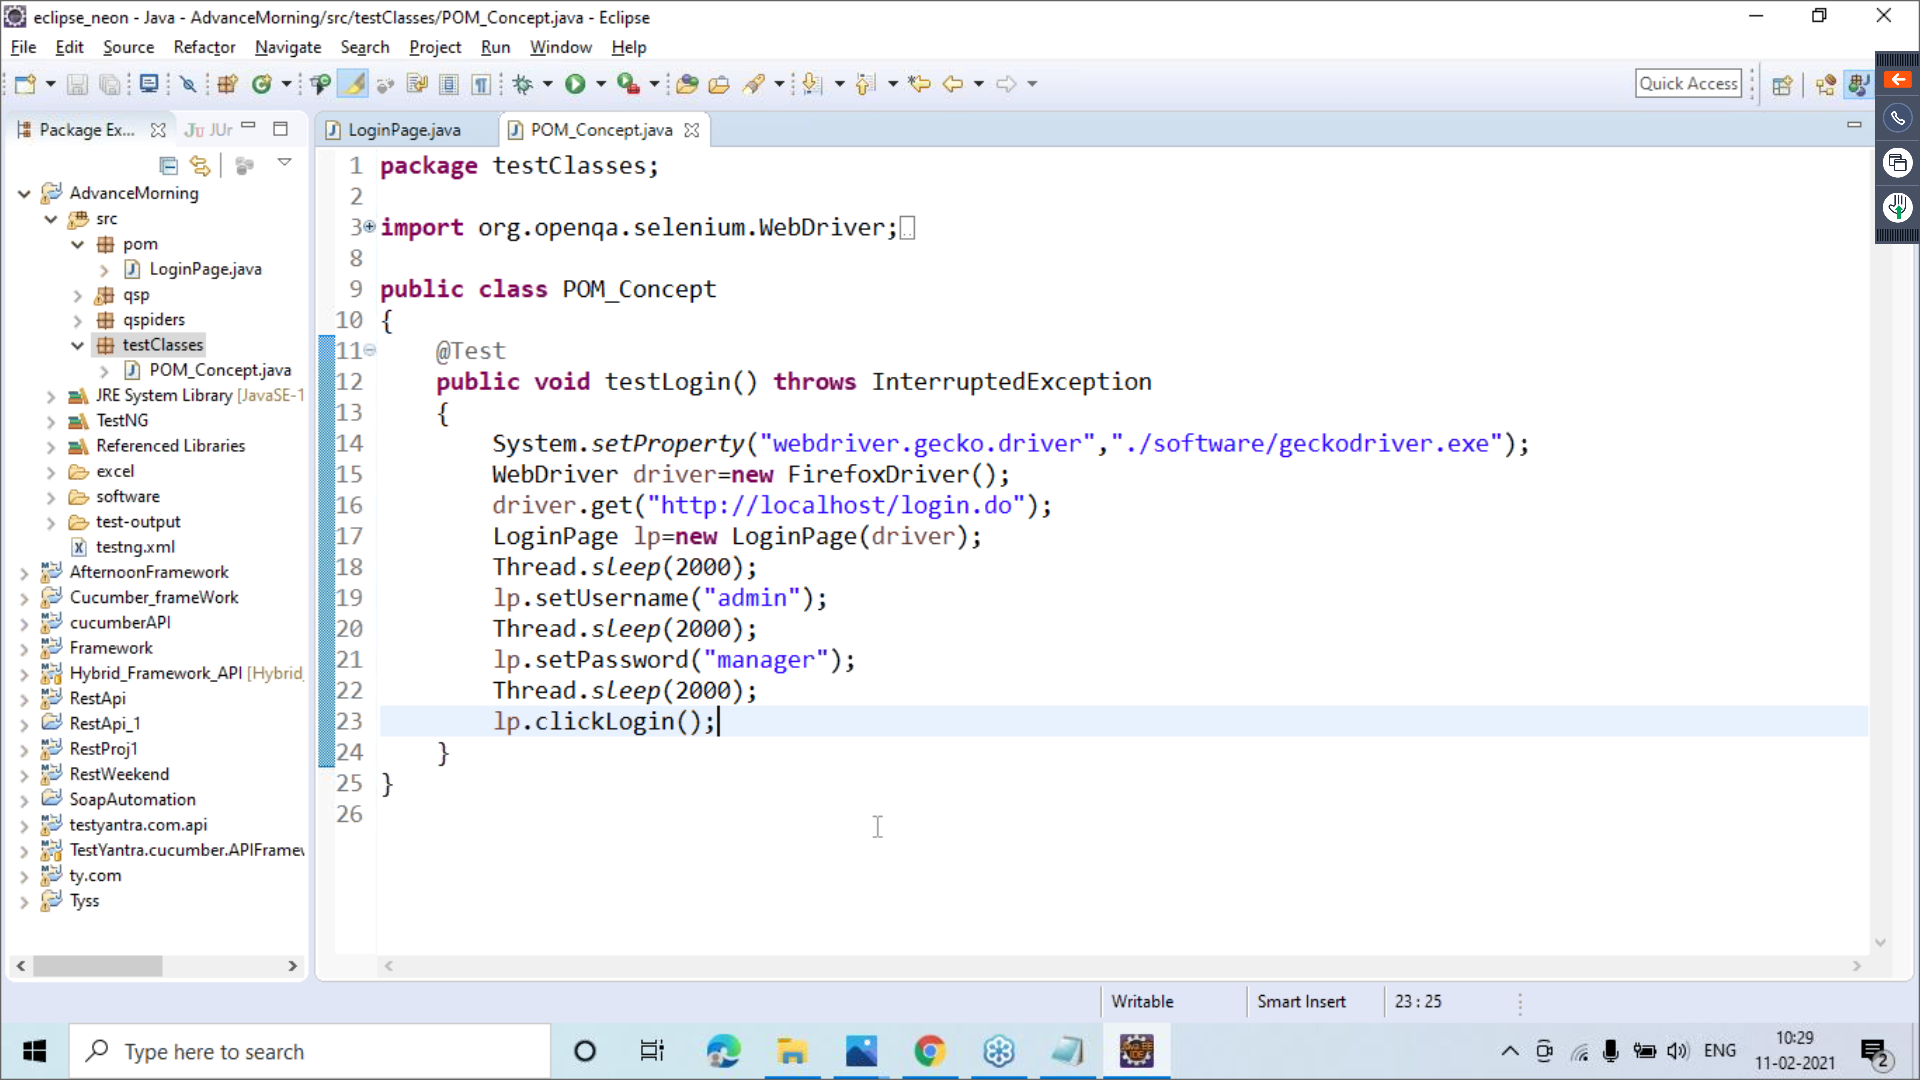 eclipse_neon - Java - AdvanceMorning/src/testClasses/POM_Concept.java - Eclipse
File Edit Source Refactor Navigate Search Project Run Window Help
Quick Access
Package Ex...
Ju JUr
LoginPage.java
POM_Concept.java
AdvanceMorning
src
pom
LoginPage.java
qsp
qspiders
testClasses
POM_Concept.java
JRE System Library [JavaSE-1
TestNG
Referenced Libraries
excel
software
test-output
testng.xml
AfternoonFramework
Cucumber_frameWork
cucumberAPI
Framework
Hybrid_Framework_API [Hybrid_
RestApi
RestApi_1
RestProj1
RestWeekend
SoapAutomation
testyantra.com.api
TestYantra.cucumber.APIFramew
ty.com
Tyss
1 package testClasses;
2
3 import org.openqa.selenium.WebDriver;
8
9 public class POM_Concept
10 {
11 @Test
12 public void testLogin() throws InterruptedException
13 {
14 System.setProperty("webdriver.gecko.driver","./software/geckodriver.exe");
15 WebDriver driver=new FirefoxDriver();
16 driver.get("http://localhost/login.do");
17 LoginPage lp=new LoginPage(driver);
18 Thread.sleep(2000);
19 lp.setUsername("admin");
20 Thread.sleep(2000);
21 lp.setPassword("manager");
22 Thread.sleep(2000);
23 lp.clickLogin();
24 }
25 }
26
Writable Smart Insert 23 : 25
Type here to search
ENG
10:29
11-02-2021
2